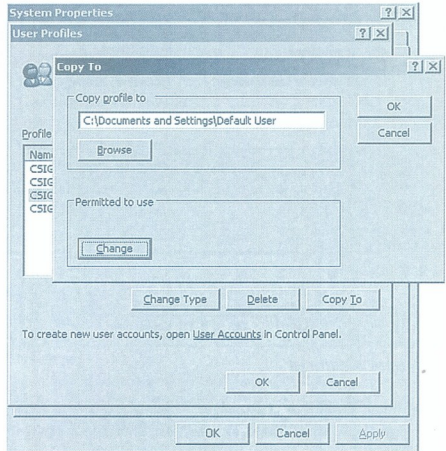 System Properties
User Profiles
Copy To
Copy profile to
C:\Documents and Settings\Default User
Browse
OK
Cancel
Permitted to use
Change
Profile
Nam
CSIG
CSIG
CSIG
CSIG
Change Type
Delete
Copy To
To create new user accounts, open User Accounts in Control Panel.
OK
Cancel
OK
Cancel
Apply